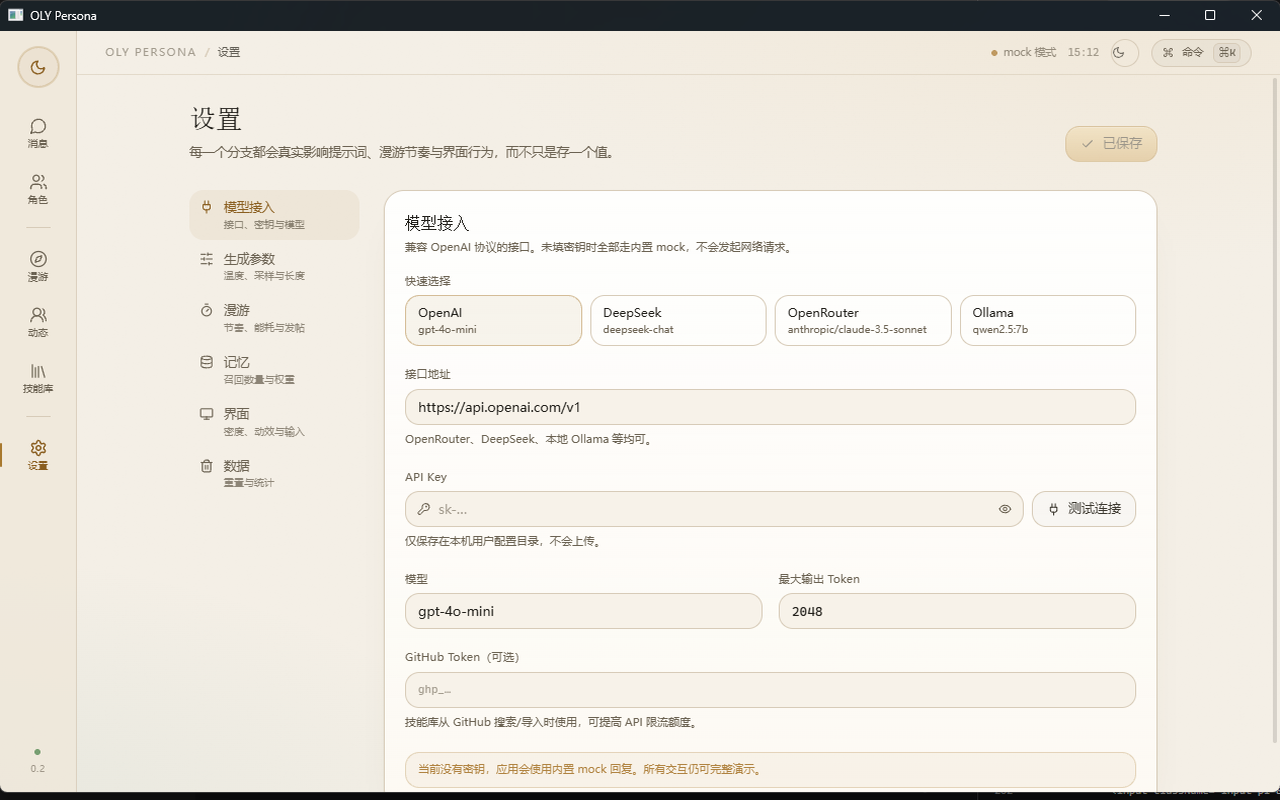 OLY Persona
OLY PERSONA / 设置
mock 模式
15:12
命令
⌘K
消息
角色
漫游
动态
技能库
设置
0.2
设置
每一个分支都会真实影响提示词、漫游节奏与界面行为，而不只是存一个值。
已保存
模型接入
接口、密钥与模型
生成参数
温度、采样与长度
漫游
节奏、能耗与发帖
记忆
召回数量与权重
界面
密度、动效与输入
数据
重置与统计
模型接入
兼容 OpenAI 协议的接口。未填密钥时全部走内置 mock，不会发起网络请求。
快速选择
OpenAI
gpt-4o-mini
DeepSeek
deepseek-chat
OpenRouter
anthropic/claude-3.5-sonnet
Ollama
qwen2.5:7b
接口地址
https://api.openai.com/v1
OpenRouter、DeepSeek、本地 Ollama 等均可。
API Key
sk-...
测试连接
仅保存在本机用户配置目录，不会上传。
模型
gpt-4o-mini
最大输出 Token
2048
GitHub Token（可选）
ghp_…
技能库从 GitHub 搜索/导入时使用，可提高 API 限流额度。
当前没有密钥，应用会使用内置 mock 回复。所有交互仍可完整演示。